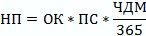 НП = ОК * ПС * ЧДМ
365